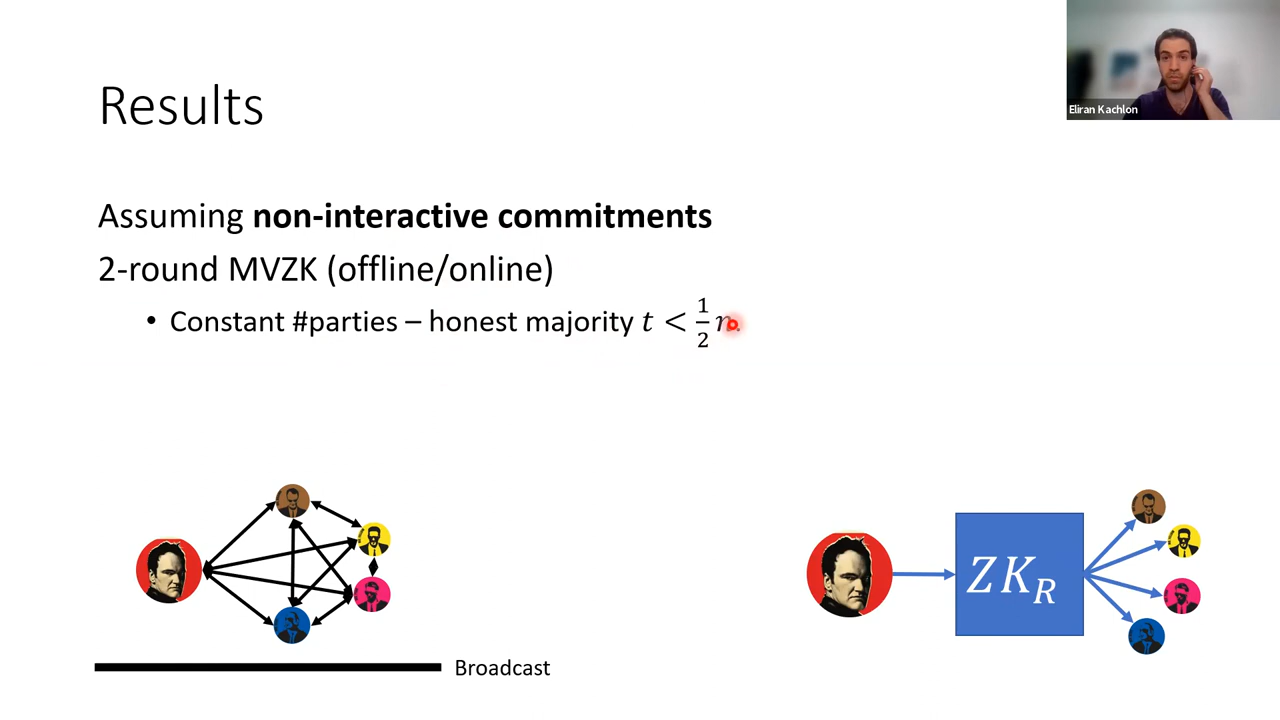 Eliran Kachlon
Results
Assuming non-interactive commitments
2-round MVZK (offline/online)
• Constant #parties – honest majority t < 1/2 n.
ZK_R
Broadcast